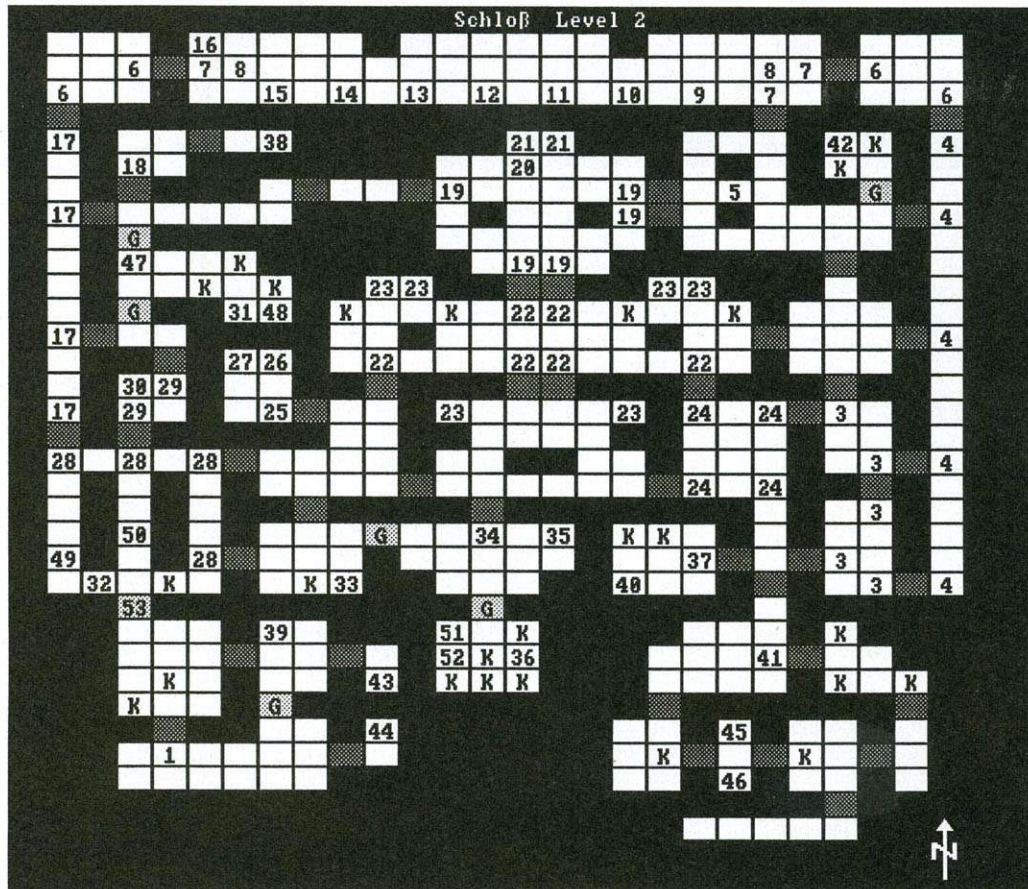 Schloß Level 2
16
6 7 8 8 7 6
6 15 14 13 12 11 10 9 7 6
17 38 21 21 42 K 4
18 20 K
19 19 5 G
17 19 4
G
47 K 19 19
K K 23 23 23 23
G 31 48 K K 22 22 K K
17 4
27 26 22 22 22 22
30 29
17 29 25 23 23 24 24 3
28 28 28 3 4
24 24
3
50 G 34 35 K K
49 28 37 3
32 K K 33 40 3 4
53 G
39 51 K K
52 K 36 41
K 43 K K K K K
K G
44 45
1 K K
46
N